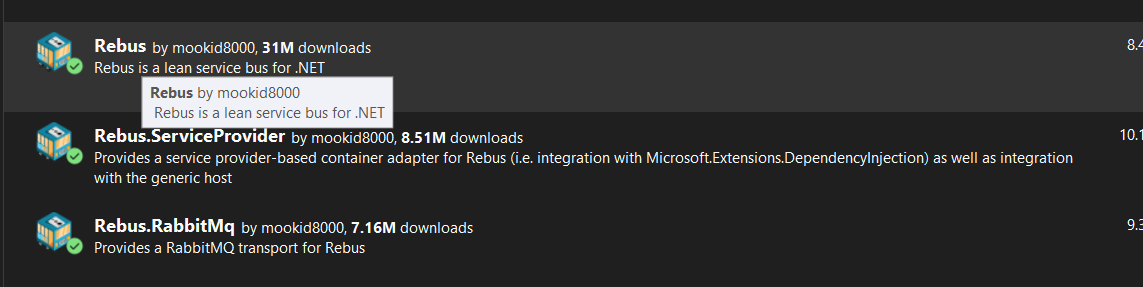 Rebus by mookid8000, 31M downloads
8.4
Rebus is a lean service bus for .NET
Rebus by mookid8000
Rebus is a lean service bus for .NET
Rebus.ServiceProvider by mookid8000, 8.51M downloads
10.1
Provides a service provider-based container adapter for Rebus (i.e. integration with Microsoft.Extensions.DependencyInjection) as well as integration
with the generic host
Rebus.RabbitMq by mookid8000, 7.16M downloads
9.3
Provides a RabbitMQ transport for Rebus